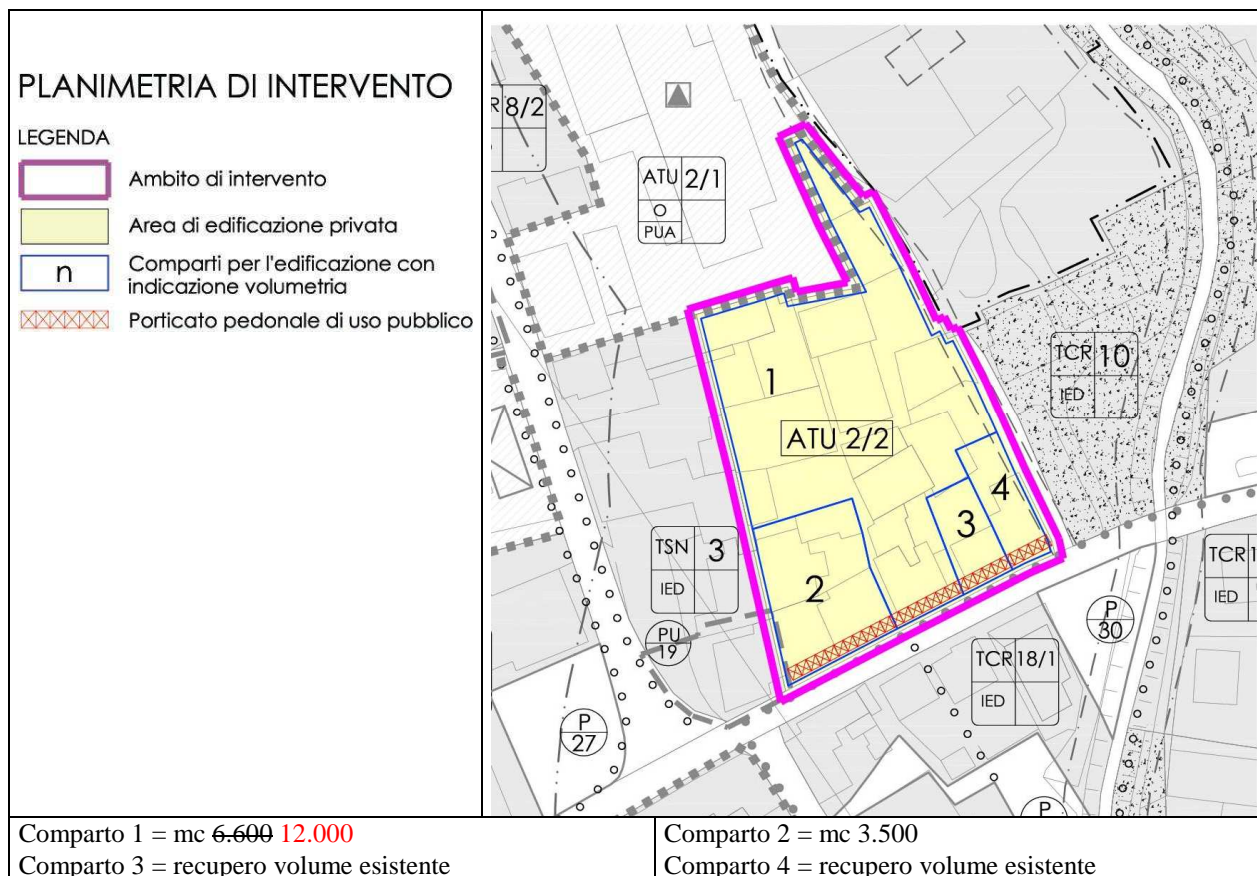 PLANIMETRIA DI INTERVENTO
LEGENDA
Ambito di intervento
Area di edificazione privata
n
Comparti per l'edificazione con
indicazione volumetria
Porticato pedonale di uso pubblico
8/2
ATU 2/1
O
PUA
TCR 10
IED
1
ATU 2/2
4
3
2
TSN 3
IED
PU
19
P
27
P
30
TCR 18/1
IED
TCR 1
IED
P
Comparto 1 = mc 6.600 12.000
Comparto 2 = mc 3.500
Comparto 3 = recupero volume esistente
Comparto 4 = recupero volume esistente